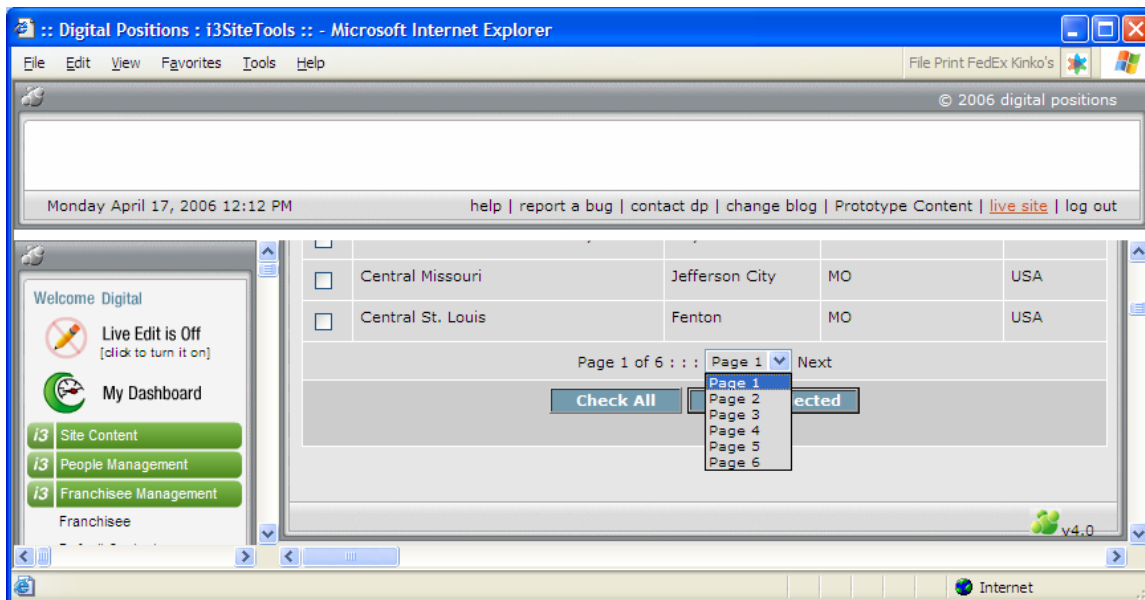 :: Digital Positions : i3SiteTools :: - Microsoft Internet Explorer
File Edit View Favorites Tools Help File Print FedEx Kinko's
© 2006 digital positions
Monday April 17, 2006 12:12 PM help | report a bug | contact dp | change blog | Prototype Content | live site | log out
Welcome Digital
Live Edit is Off
[click to turn it on]
My Dashboard
i3 Site Content
i3 People Management
i3 Franchisee Management
Franchisee
Central Missouri Jefferson City MO USA
Central St. Louis Fenton MO USA
Page 1 of 6 : : : Page 1 Next
Page 1
Page 2
Page 3
Page 4
Page 5
Page 6
Check All
v4.0
Internet